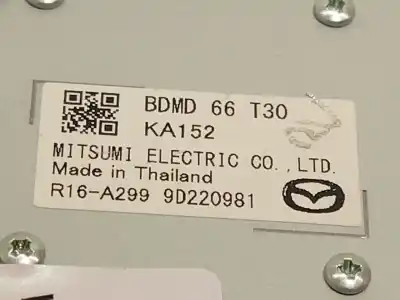 BDMD 66 T30
KA152
MITSUMI ELECTRIC CO.,LTD.
Made in Thailand
R16-A299 9D220981